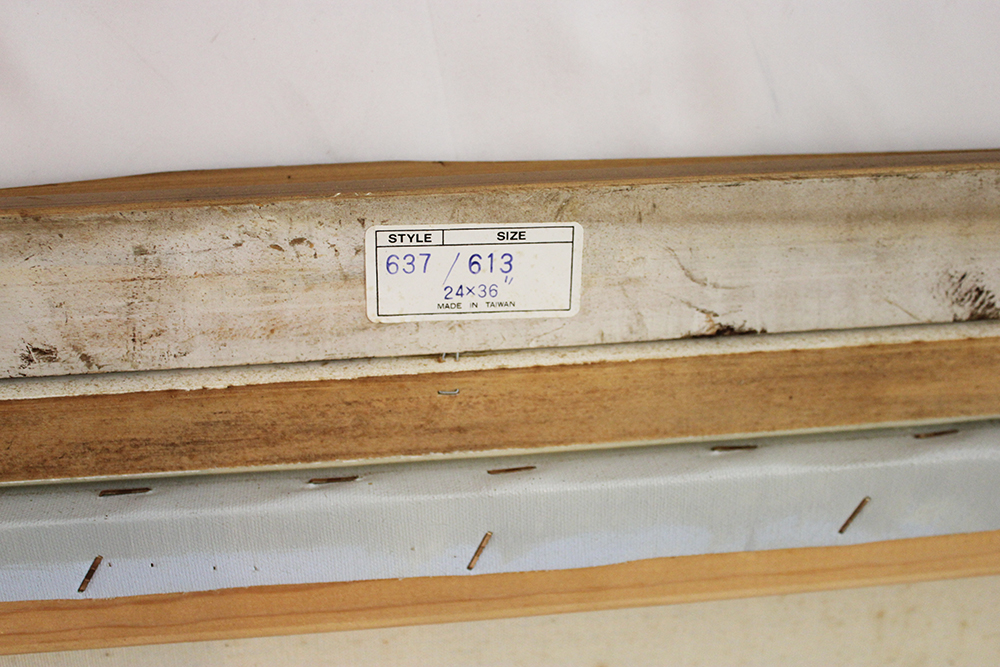 STYLE SIZE
637 / 613
24×36"
MADE IN TAIWAN